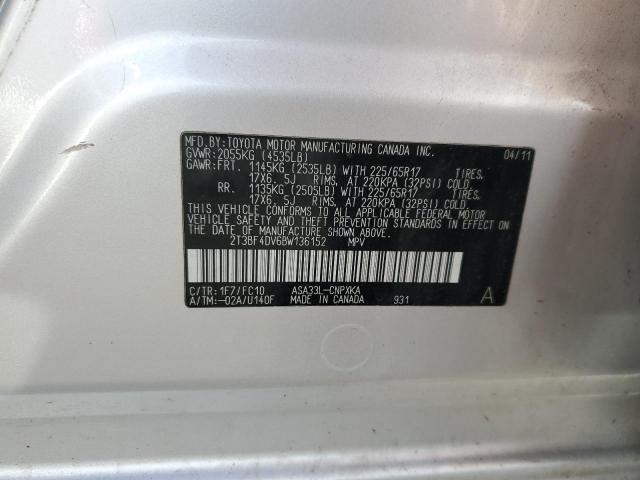 MFD.BY:TOYOTA MOTOR MANUFACTURING CANADA INC. 04/11
GVWR:2055KG (4535LB)
GAWR:FRT. 1145KG (2535LB) WITH 225/65R17 TIRES,
17X6.5J RIMS, AT 220KPA (32PSI) COLD
RR. 1135KG (2505LB) WITH 225/65R17 TIRES,
17X6.5J RIMS, AT 220KPA (32PSI) COLD.
THIS VEHICLE CONFORMS TO ALL APPLICABLE FEDERAL MOTOR
VEHICLE SAFETY AND THEFT PREVENTION STANDARDS IN EFFECT ON
THE DATE OF MANUFACTURE SHOWN ABOVE.
2T3BF4DV6BW136152 MPV
C/TR:1F7/FC10 ASA33L-CNPXKA
A/TM:-02A/U140F MADE IN CANADA 931 A